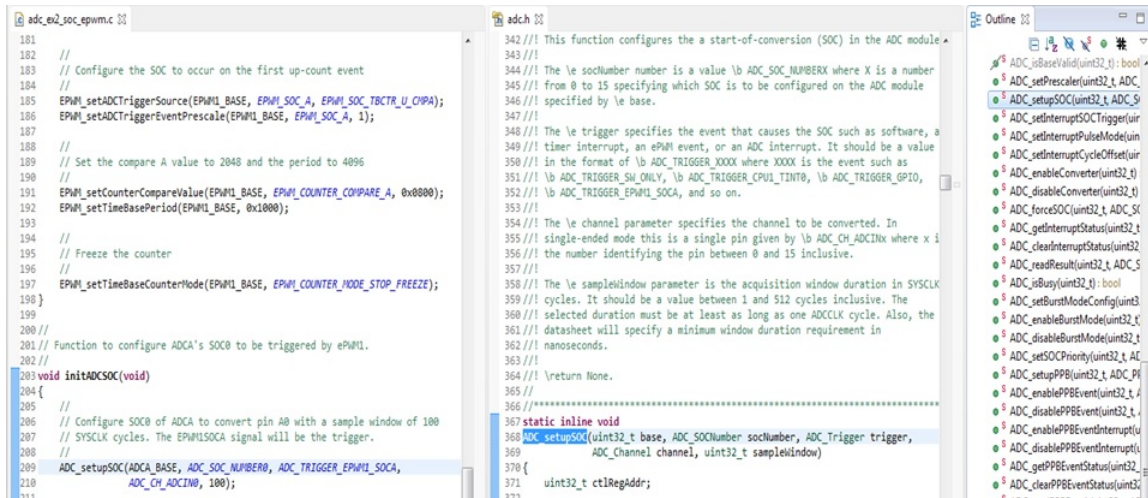 adc_ex2_soc_epwm.c
181
182 //
183 // Configure the SOC to occur on the first up-count event
184 //
185 EPWM_setADCTriggerSource(EPWM1_BASE, EPWM_SOC_A, EPWM_SOC_TBCTR_U_CMPA);
186 EPWM_setADCTriggerEventPrescale(EPWM1_BASE, EPWM_SOC_A, 1);
187
188 //
189 // Set the compare A value to 2048 and the period to 4096
190 //
191 EPWM_setCounterCompareValue(EPWM1_BASE, EPWM_COUNTER_COMPARE_A, 0x0800);
192 EPWM_setTimeBasePeriod(EPWM1_BASE, 0x1000);
193
194 //
195 // Freeze the counter
196 //
197 EPWM_setTimeBaseCounterMode(EPWM1_BASE, EPWM_COUNTER_MODE_STOP_FREEZE);
198 }
199
200 //
201 // Function to configure ADCA's SOC0 to be triggered by ePWM1.
202 //
203 void initADCSOC(void)
204 {
205 //
206 // Configure SOC0 of ADCA to convert pin A0 with a sample window of 100
207 // SYSCLK cycles. The EPWM1SOCA signal will be the trigger.
208 //
209 ADC_setupSOC(ADCA_BASE, ADC_SOC_NUMBER0, ADC_TRIGGER_EPWM1_SOCA,
210 ADC_CH_ADCIN0, 100);
adc.h
342 //! This function configures the a start-of-conversion (SOC) in the ADC module
343 //!
344 //! The \e socNumber number is a value \b ADC_SOC_NUMBERX where X is a number
345 //! from 0 to 15 specifying which SOC is to be configured on the ADC module
346 //! specified by \e base.
347 //!
348 //! The \e trigger specifies the event that causes the SOC such as software, a
349 //! timer interrupt, an ePWM event, or an ADC interrupt. It should be a value
350 //! in the format of \b ADC_TRIGGER_XXXX where XXXX is the event such as
351 //! \b ADC_TRIGGER_SW_ONLY, \b ADC_TRIGGER_CPU1_TINT0, \b ADC_TRIGGER_GPIO,
352 //! \b ADC_TRIGGER_EPWM1_SOCA, and so on.
353 //!
354 //! The \e channel parameter specifies the channel to be converted. In
355 //! single-ended mode this is a single pin given by \b ADC_CH_ADCINx where x i
356 //! the number identifying the pin between 0 and 15 inclusive.
357 //!
358 //! The \e sampleWindow parameter is the acquisition window duration in SYSCLK
359 //! cycles. It should be a value between 1 and 512 cycles inclusive. The
360 //! selected duration must be at least as long as one ADCCLK cycle. Also, the
361 //! datasheet will specify a minimum window duration requirement in
362 //! nanoseconds.
363 //!
364 //! \return None.
365 //
366 //*****************************************************************************
367 static inline void
368 ADC_setupSOC(uint32_t base, ADC_SOCNumber socNumber, ADC_Trigger trigger,
369 ADC_Channel channel, uint32_t sampleWindow)
370 {
371 uint32_t ctlRegAddr;
Outline
ADC_isBaseValid(uint32_t) : bool
ADC_setPrescaler(uint32_t, ADC_
ADC_setupSOC(uint32_t, ADC_S
ADC_setInterruptSOCTrigger(uin
ADC_setInterruptPulseMode(uin
ADC_setInterruptCycleOffset(uin
ADC_enableConverter(uint32_t)
ADC_disableConverter(uint32_t)
ADC_forceSOC(uint32_t, ADC_SO
ADC_getInterruptStatus(uint32_t
ADC_clearInterruptStatus(uint32
ADC_readResult(uint32_t, ADC_S
ADC_isBusy(uint32_t) : bool
ADC_setBurstModeConfig(uint3
ADC_enableBurstMode(uint32_t
ADC_disableBurstMode(uint32_t
ADC_setSOCPriority(uint32_t, AD
ADC_setupPPB(uint32_t, ADC_PP
ADC_enablePPBEvent(uint32_t, A
ADC_disablePPBEvent(uint32_t,
ADC_enablePPBEventInterrupt(u
ADC_disablePPBEventInterrupt(u
ADC_getPPBEventStatus(uint32_t
ADC_clearPPBEventStatus(uint32